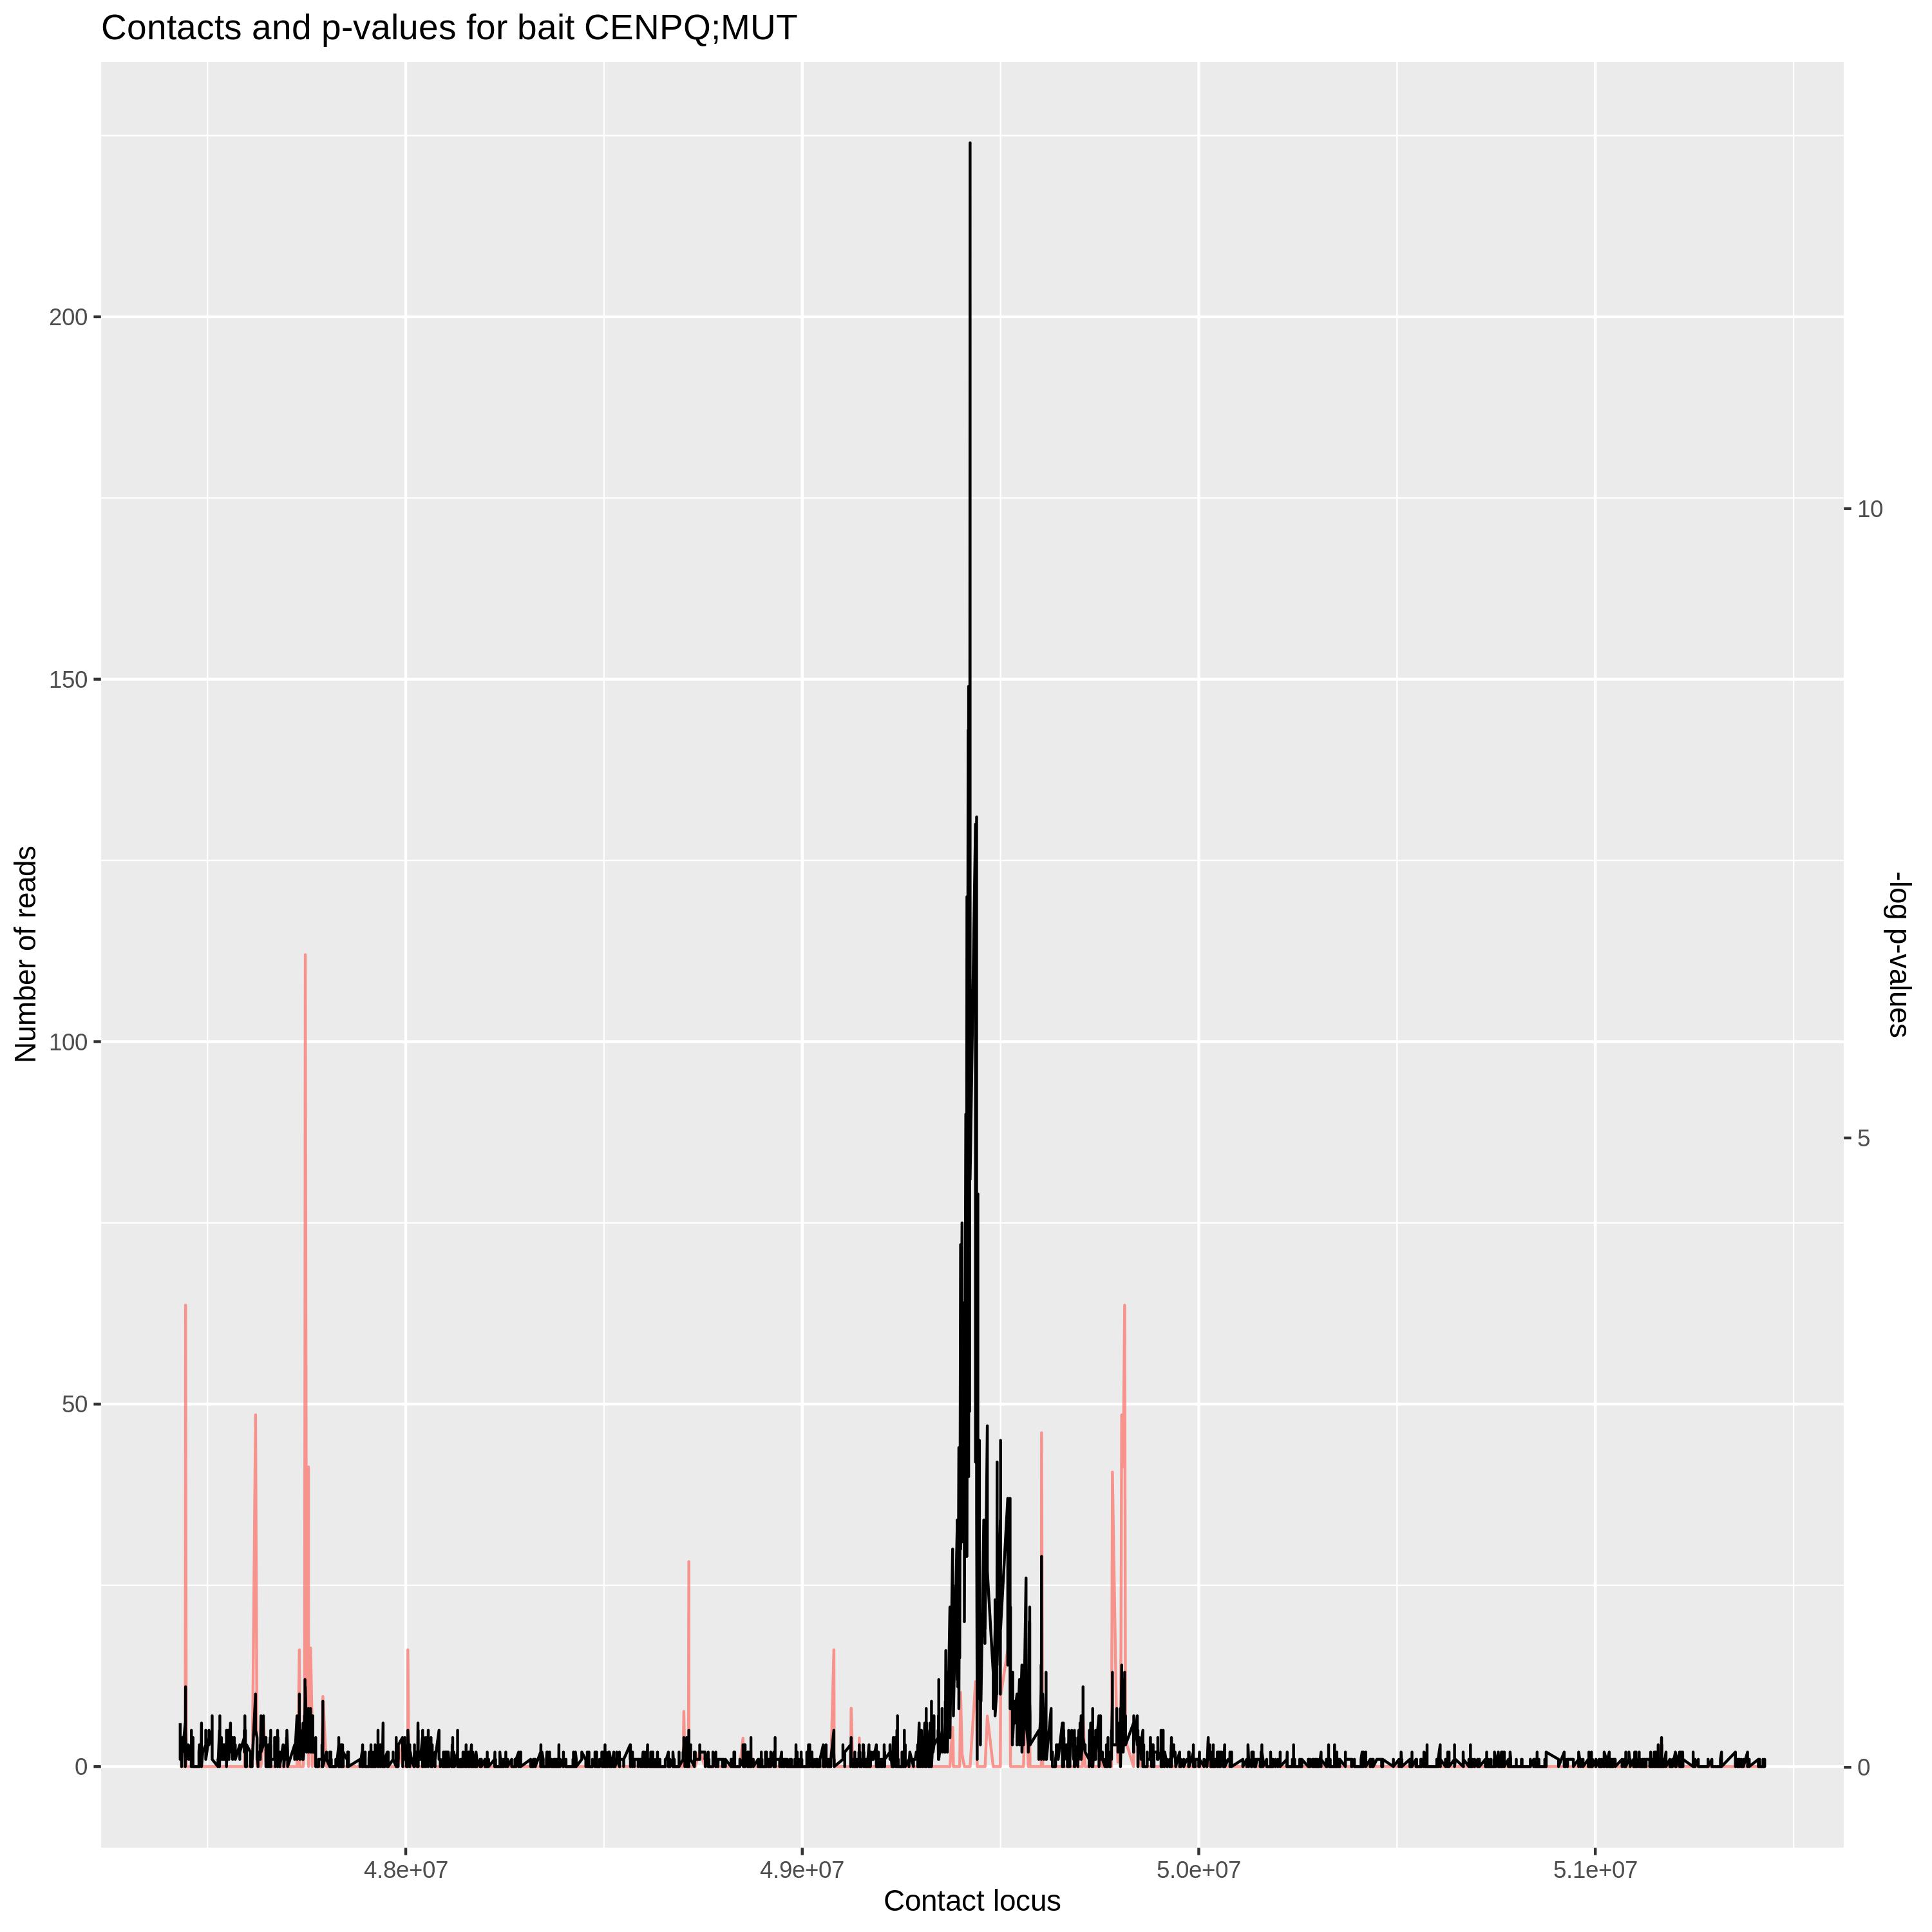 Contacts and p-values for bait CENPQ;MUT
Number of reads
200
150
100
50
0
10
5
0
-log p-values
4.8e+07 4.9e+07 5.0e+07 5.1e+07
Contact locus